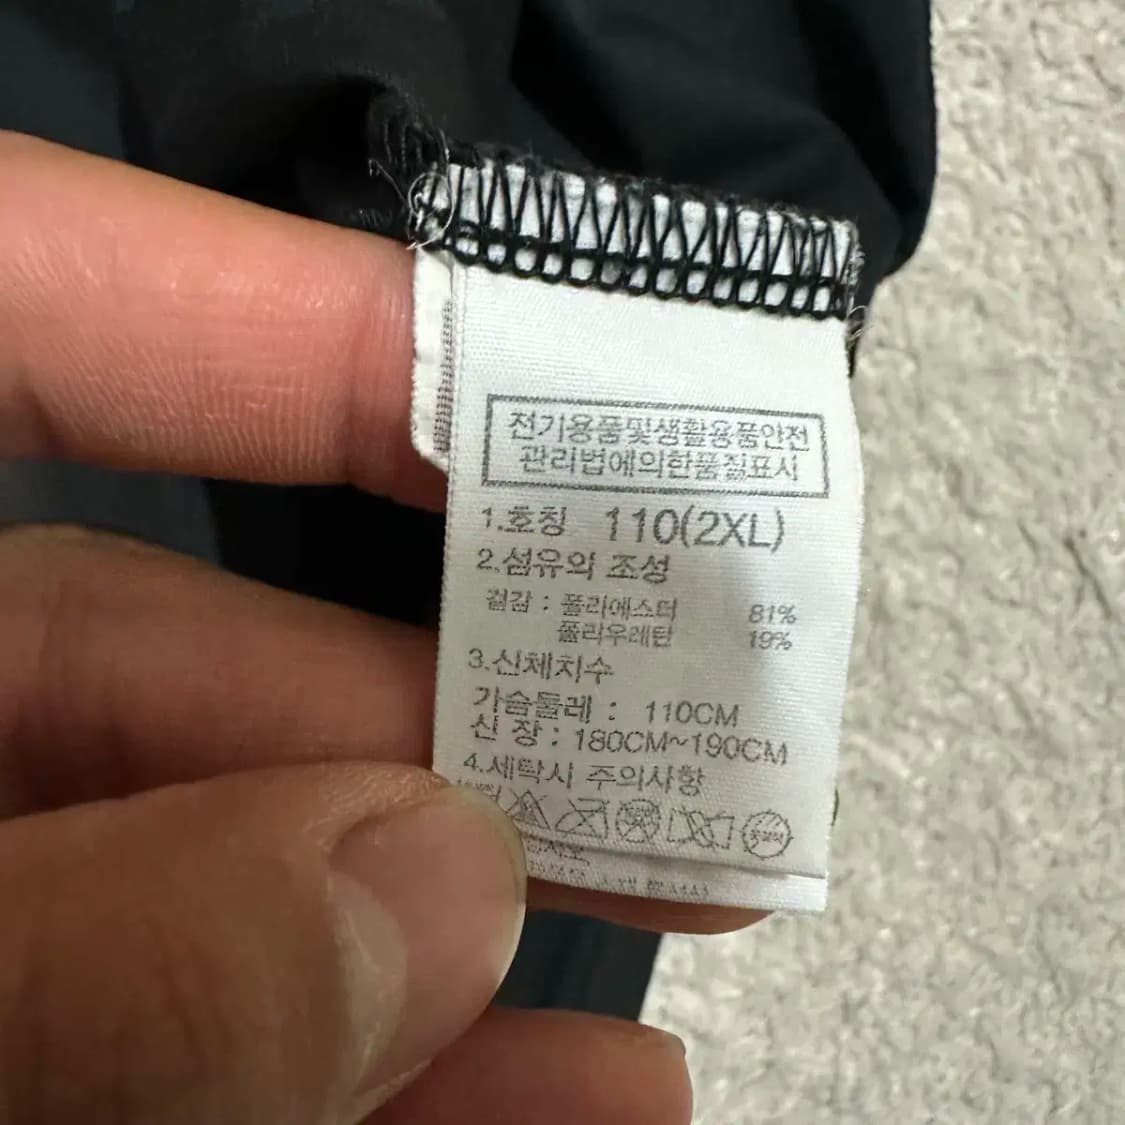 전기용품및생활용품안전
관리법에의한품질표시
1.호칭 110(2XL)
2.섬유의 조성
겉감 : 폴리에스터 81%
폴리우레탄 19%
3.신체치수
가슴둘레 : 110CM
신 장 : 180CM~190CM
4.세탁시 주의사항